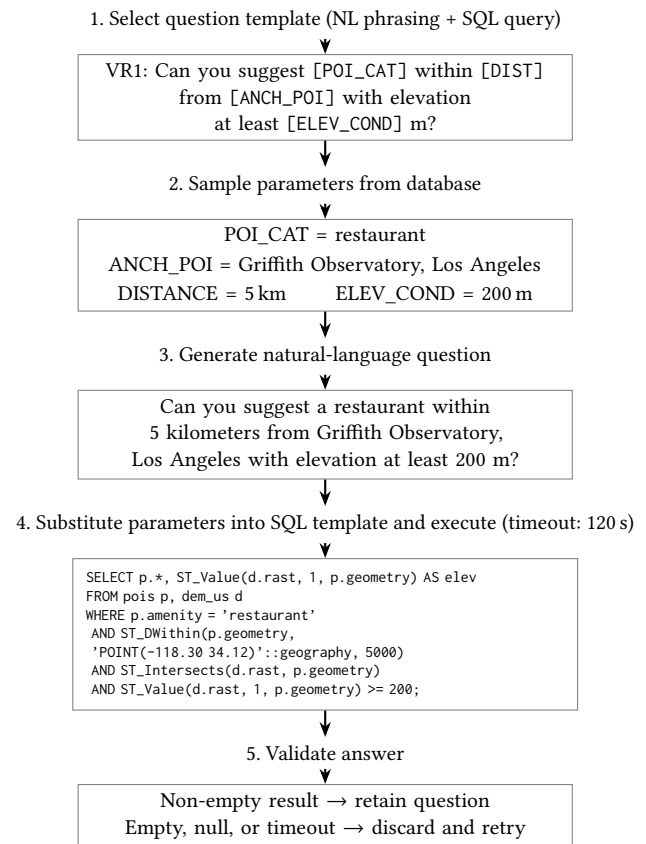 1. Select question template (NL phrasing + SQL query)
VR1: Can you suggest [POI_CAT] within [DIST]
from [ANCH_POI] with elevation
at least [ELEV_COND] m?
2. Sample parameters from database
POI_CAT = restaurant
ANCH_POI = Griffith Observatory, Los Angeles
DISTANCE = 5 km ELEV_COND = 200 m
3. Generate natural-language question
Can you suggest a restaurant within
5 kilometers from Griffith Observatory,
Los Angeles with elevation at least 200 m?
4. Substitute parameters into SQL template and execute (timeout: 120 s)
SELECT p.*, ST_Value(d.rast, 1, p.geometry) AS elev
FROM pois p, dem_us d
WHERE p.amenity = 'restaurant'
AND ST_DWithin(p.geometry,
'POINT(-118.30 34.12)'::geography, 5000)
AND ST_Intersects(d.rast, p.geometry)
AND ST_Value(d.rast, 1, p.geometry) >= 200;
5. Validate answer
Non-empty result → retain question
Empty, null, or timeout → discard and retry